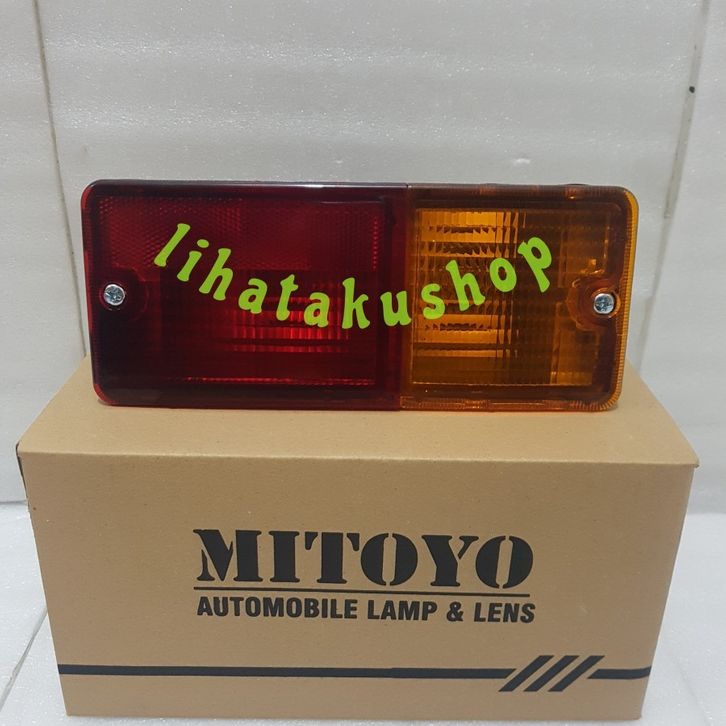 lihatakushop
MITOYO
AUTOMOBILE LAMP & LENS